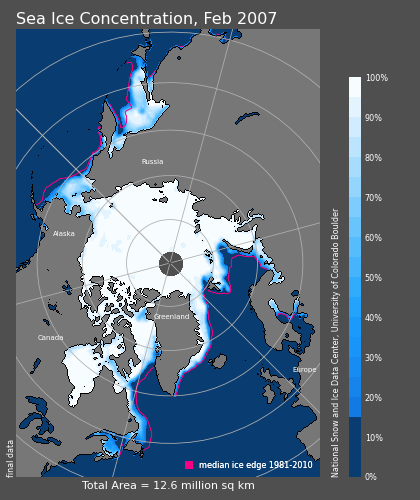 Sea Ice Concentration, Feb 2007
100%
90%
80%
70%
60%
50%
40%
30%
20%
10%
0%
Russia
Alaska
Greenland
Canada
Europe
National Snow and Ice Data Center, University of Colorado Boulder
final data
median ice edge 1981-2010
Total Area = 12.6 million sq km